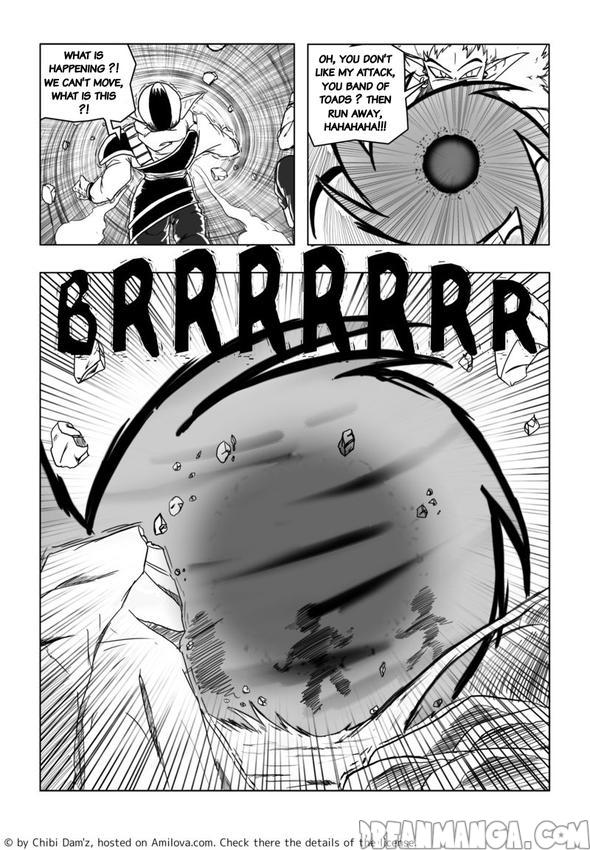 WHAT IS
HAPPENING ?!
WE CAN'T MOVE,
WHAT IS THIS
?!
OH, YOU DON'T
LIKE MY ATTACK,
YOU BAND OF
TOADS ? THEN
RUN AWAY,
HAHAHAHA!!!
BRRRRRRR
© by Chibi Dam'z, hosted on Amilova.com. Check there the details of the license.
DREANMANGA.COM